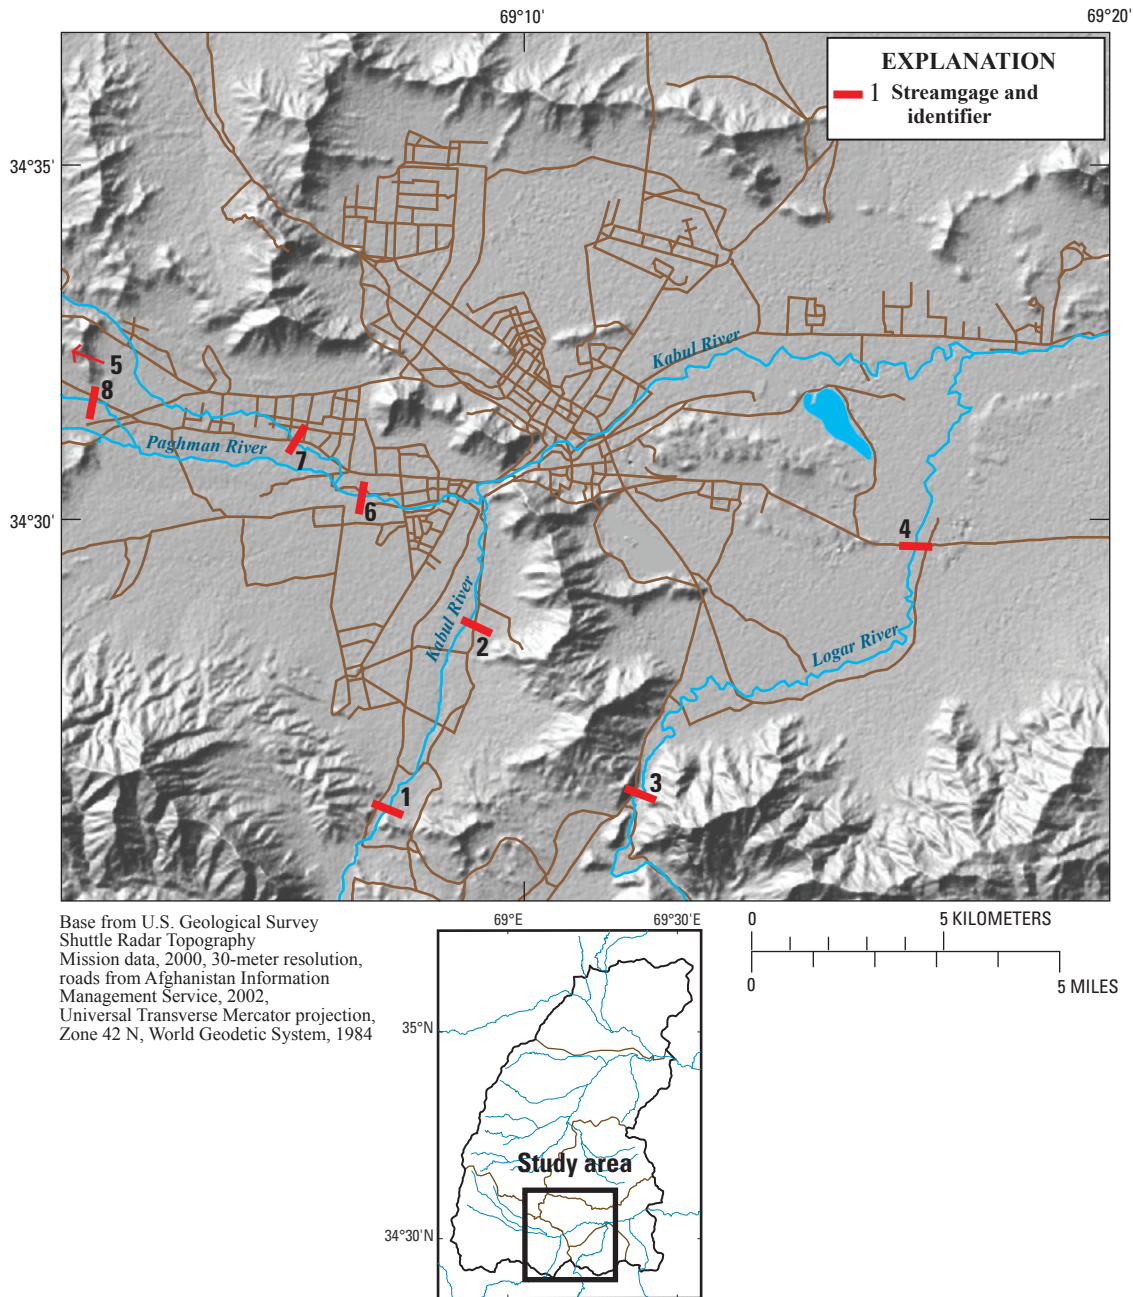 69°10'
69°20'
EXPLANATION
1 Streamgage and
identifier
34°35'
Kabul River
5
8
Paghman River
7
6
34°30'
4
Kabul River
2
Logar River
1
3
Base from U.S. Geological Survey
Shuttle Radar Topography
Mission data, 2000, 30-meter resolution,
roads from Afghanistan Information
Management Service, 2002,
Universal Transverse Mercator projection,
Zone 42 N, World Geodetic System, 1984
0 5 KILOMETERS
0 5 MILES
69°E 69°30'E
35°N
Study area
34°30'N